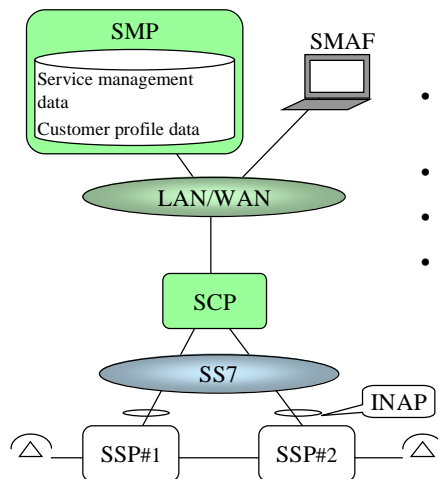 SMP
SMAF
Service management
data
Customer profile data
•
•
•
•
LAN/WAN
SCP
SS7
INAP
SSP#1
SSP#2